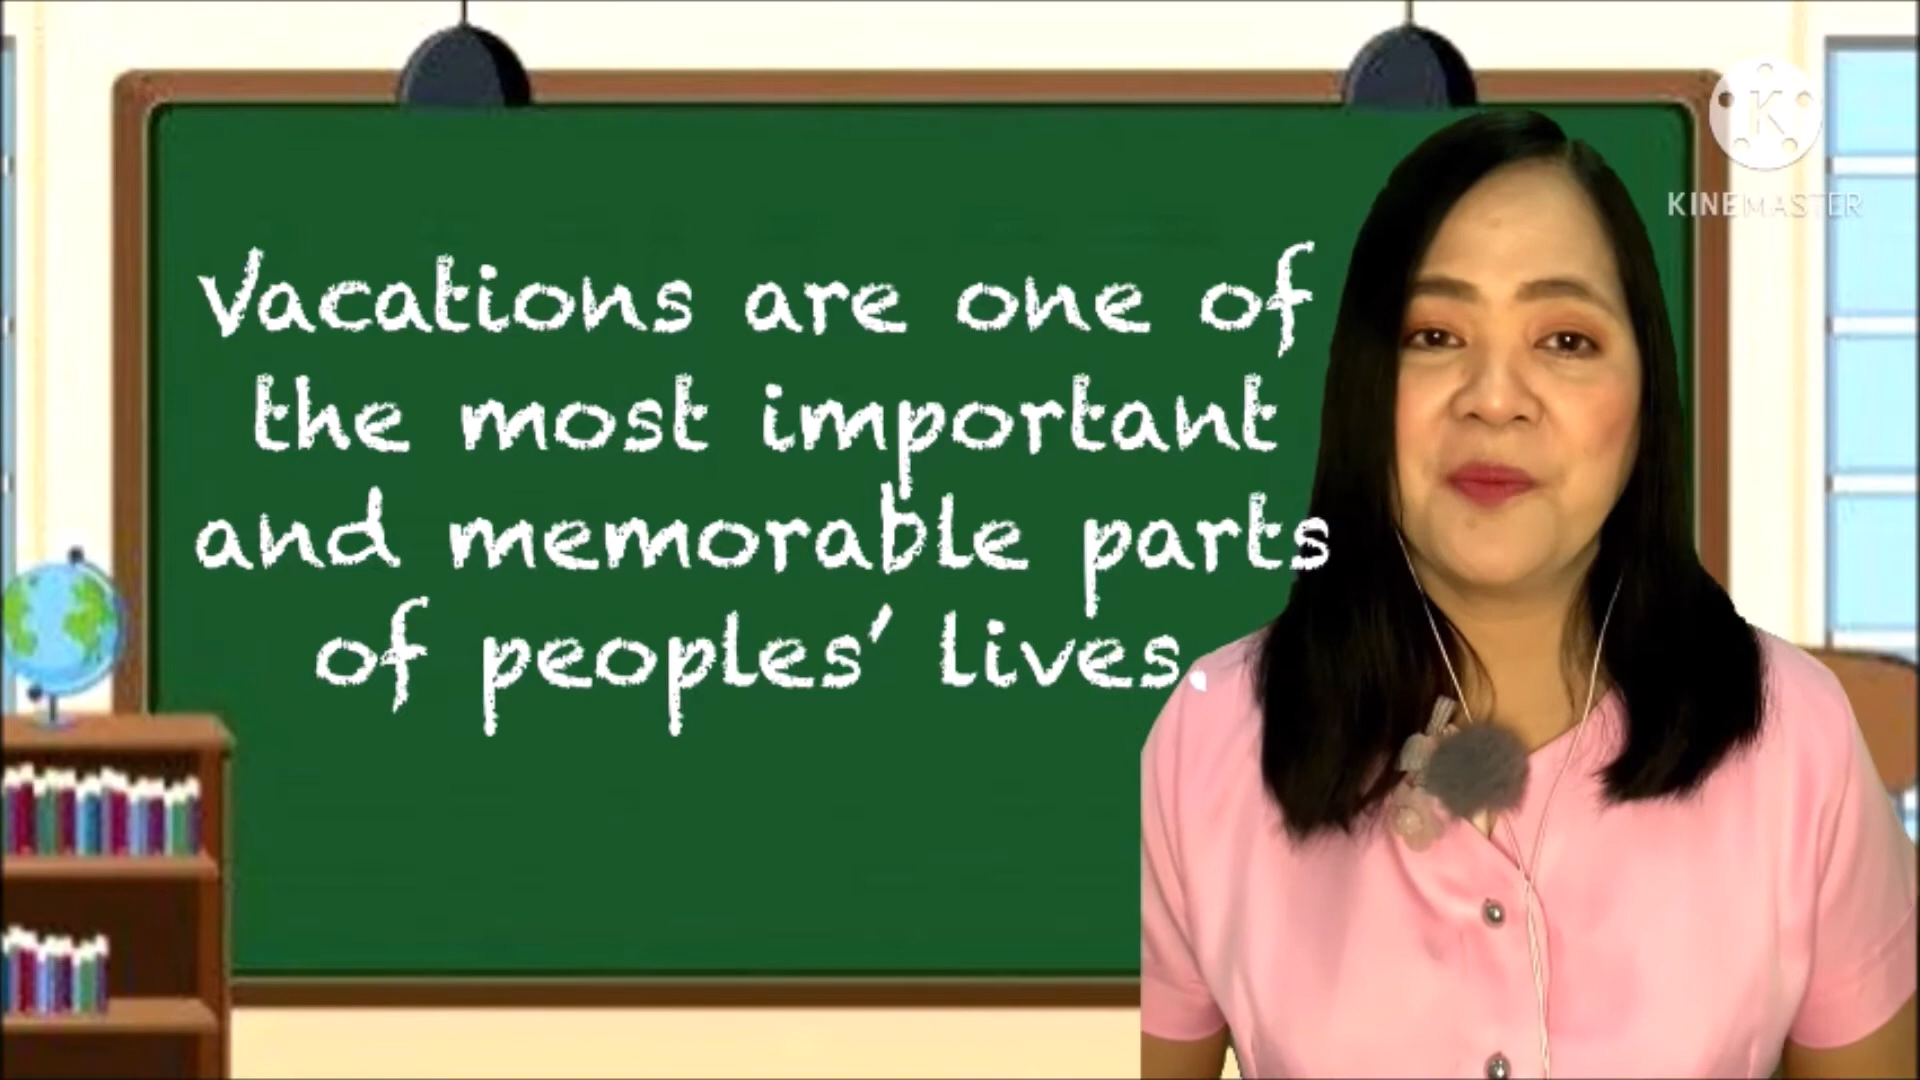 Vacations are one of
the most important
and memorable parts
of peoples' lives.
K
KINEMASTER